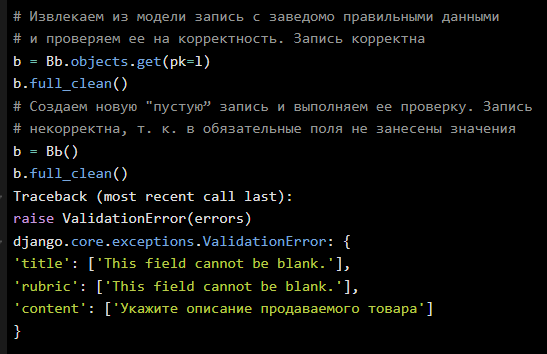 # Извлекаем из модели запись с заведомо правильными данными
# и проверяем ее на корректность. Запись корректна
b = Bb.objects.get(pk=l)
b.full_clean()
# Создаем новую "пустую” запись и выполняем ее проверку. Запись
# некорректна, т. к. в обязательные поля не занесены значения
b = Bb()
b.full_clean()
Traceback (most recent call last):
raise ValidationError(errors)
django.core.exceptions.ValidationError: {
'title': ['This field cannot be blank.'],
'rubric': ['This field cannot be blank.'],
'content': ['Укажите описание продаваемого товара']
}